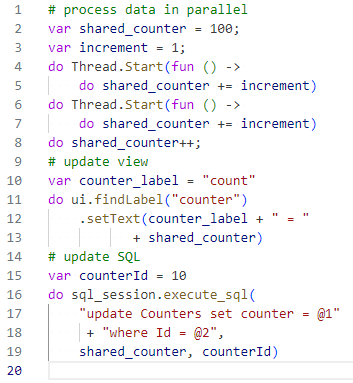 1 # process data in parallel
2 var shared_counter = 100;
3 var increment = 1;
4 do Thread.Start(fun () ->
5 do shared_counter += increment)
6 do Thread.Start(fun () ->
7 do shared_counter += increment)
8 do shared_counter++;
9 # update view
10 var counter_label = "count"
11 do ui.findLabel("counter")
12 .setText(counter_label + " = "
13 + shared_counter)
14 # update SQL
15 var counterId = 10
16 do sql_session.execute_sql(
17 "update Counters set counter = @1"
18 + "where Id = @2",
19 shared_counter, counterId)
20